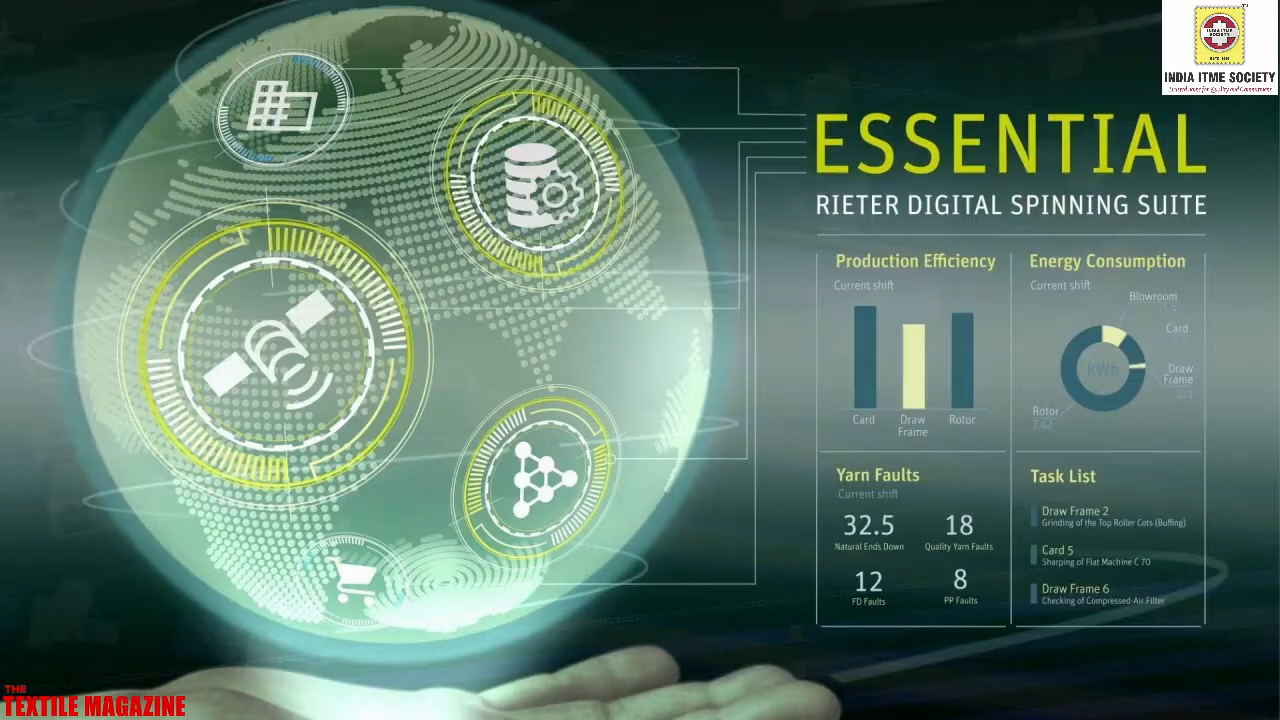 INDIA ITME SOCIETY
ESSENTIAL
RIETER DIGITAL SPINNING SUITE
Production Efficiency
Current shift
Card
Draw
Frame
Rotor
Energy Consumption
Current shift
Blowroom
Card
Draw
Frame
kWh
Rotor
Yarn Faults
Current shift
32.5
Natural Ends Down
18
Quality Yarn Faults
12
FD Faults
8
PP Faults
Task List
Draw Frame 2
Grinding of the Top Roller Cots (Buffing)
Card 5
Sharping of Flat Machine C 70
Draw Frame 6
Checking of Compressed-Air Filter
THE
TEXTILE MAGAZINE